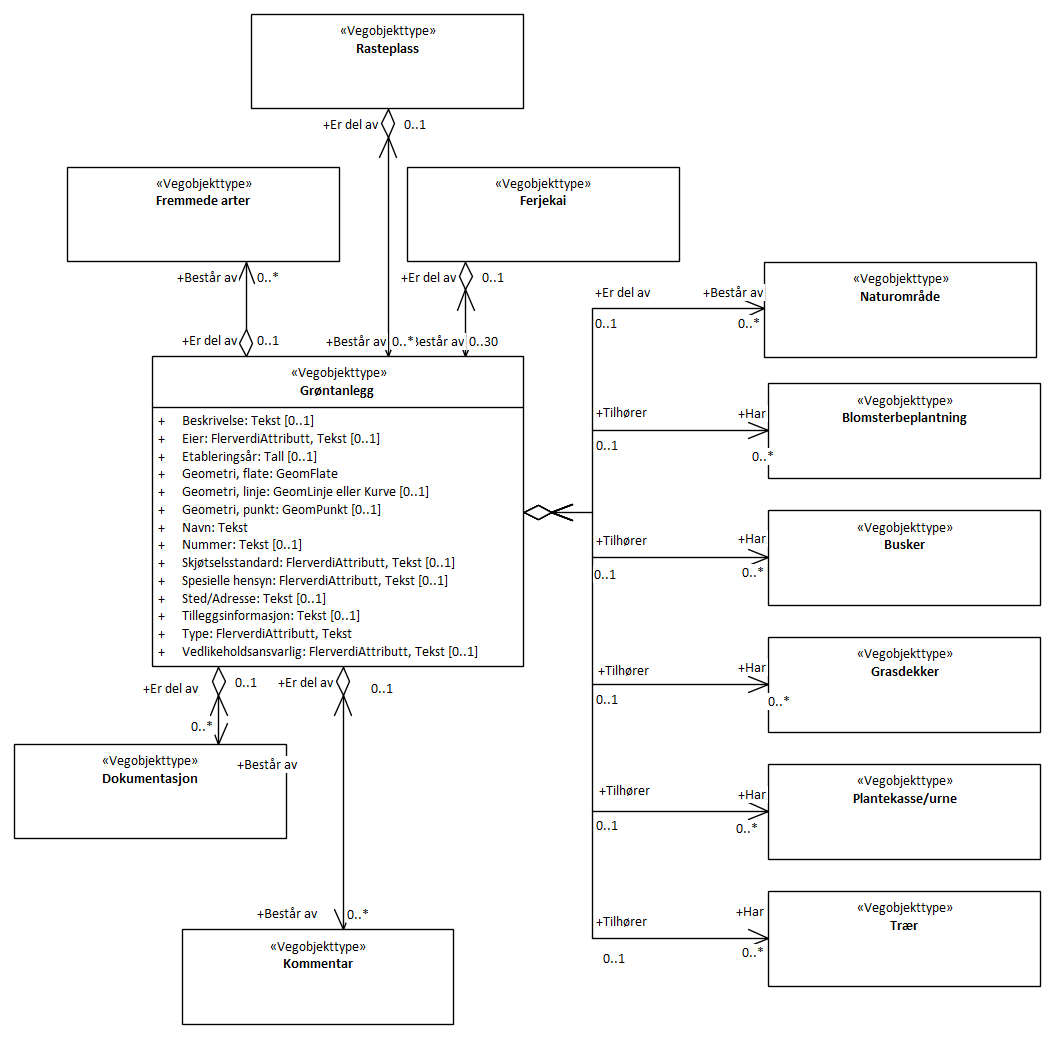 «Vegobjekttype»
Rasteplass
+Er del av
0..1
«Vegobjekttype»
Fremmede arter
«Vegobjekttype»
Ferjekai
+Består av
0..*
+Er del av
0..1
«Vegobjekttype»
Naturområde
+Er del av
+Består av
0..1
0..*
+Er del av
0..1
+Består av
0..*
estår av
0..30
«Vegobjekttype»
Grøntanlegg
+ Beskrivelse: Tekst [0..1]
+ Eier: FlerverdiAttributt, Tekst [0..1]
+ Etableringsår: Tall [0..1]
+ Geometri, flate: GeomFlate
+ Geometri, linje: GeomLinje eller Kurve [0..1]
+ Geometri, punkt: GeomPunkt [0..1]
+ Navn: Tekst
+ Nummer: Tekst [0..1]
+ Skjøtselsstandard: FlerverdiAttributt, Tekst [0..1]
+ Spesielle hensyn: FlerverdiAttributt, Tekst [0..1]
+ Sted/Adresse: Tekst [0..1]
+ Tilleggsinformasjon: Tekst [0..1]
+ Type: FlerverdiAttributt, Tekst
+ Vedlikeholdsansvarlig: FlerverdiAttributt, Tekst [0..1]
+Tilhører
+Har
0..1
0..*
«Vegobjekttype»
Blomsterbeplantning
+Tilhører
+Har
0..1
0..*
«Vegobjekttype»
Busker
+Tilhører
+Har
0..1
0..*
«Vegobjekttype»
Grasdekker
+Tilhører
+Har
0..1
0..*
«Vegobjekttype»
Plantekasse/urne
+Tilhører
+Har
0..1
0..*
«Vegobjekttype»
Trær
+Er del av
0..1
+Er del av
0..1
0..*
+Består av
«Vegobjekttype»
Dokumentasjon
+Består av
0..*
«Vegobjekttype»
Kommentar